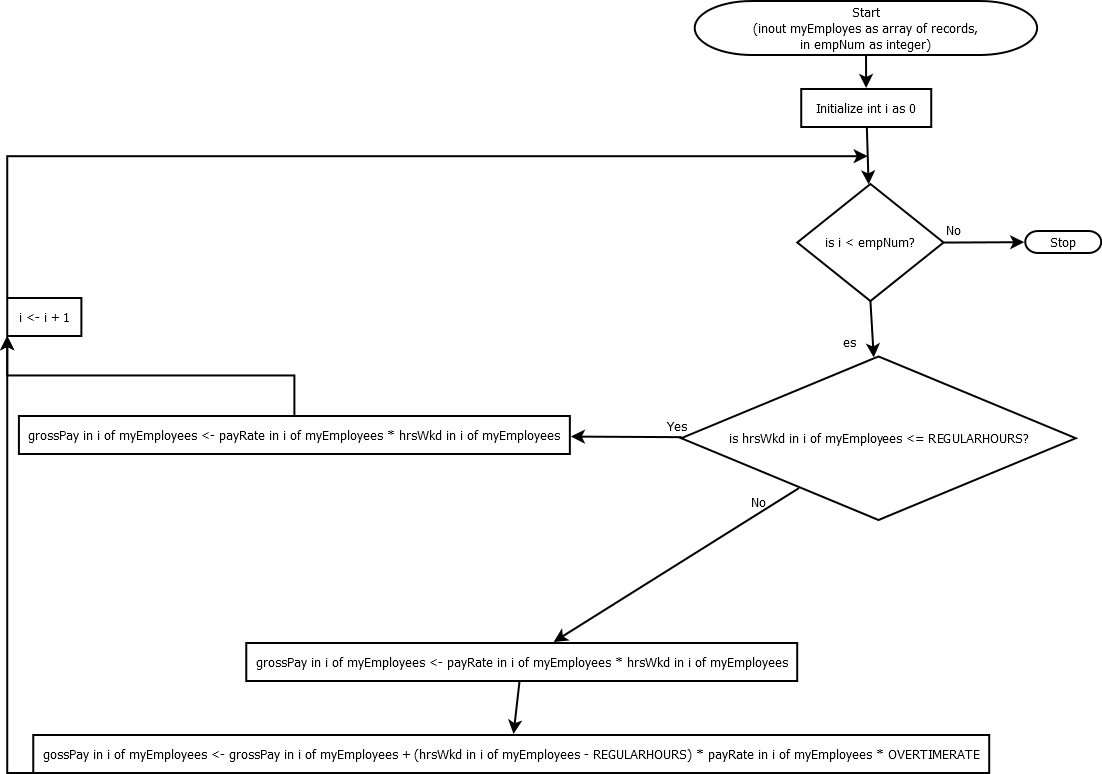 Start
(inout myEmployes as array of records,
in empNum as integer)
Initialize int i as 0
is i < empNum?
No
Stop
es
i <- i + 1
is hrsWkd in i of myEmployees <= REGULARHOURS?
Yes
grossPay in i of myEmployees <- payRate in i of myEmployees * hrsWkd in i of myEmployees
No
grossPay in i of myEmployees <- payRate in i of myEmployees * hrsWkd in i of myEmployees
gossPay in i of myEmployees <- grossPay in i of myEmployees + (hrsWkd in i of myEmployees - REGULARHOURS) * payRate in i of myEmployees * OVERTIMERATE